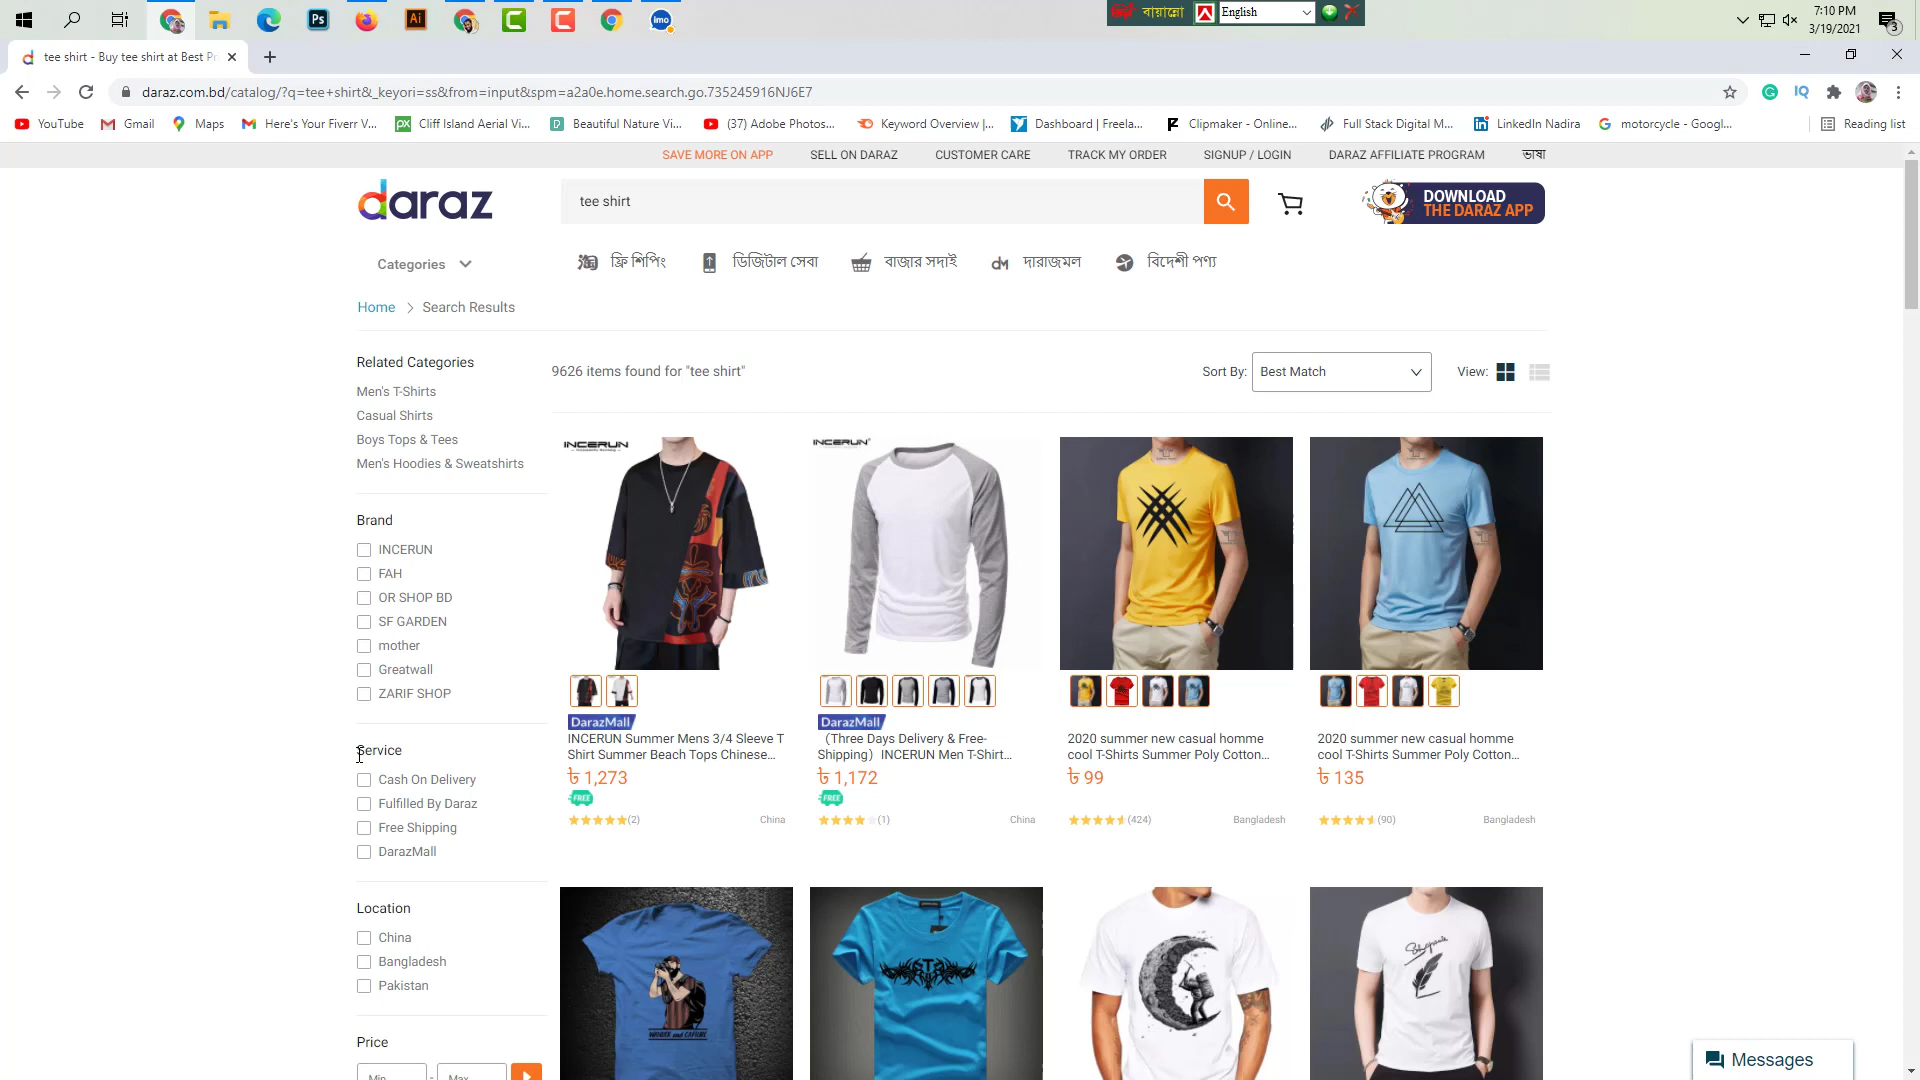 Ps
Ai
imo
English
7:10 PM
3/19/2021
3
tee shirt - Buy tee shirt at Best Pr
daraz.com.bd/catalog/?q=tee+shirt&_keyori=ss&from=input&spm=a2a0e.home.search.go.735245916NJ6E7
YouTube
Gmail
Maps
Here's Your Fiverr V...
Cliff Island Aerial Vi...
Beautiful Nature Vi...
(37) Adobe Photos...
Keyword Overview |...
Dashboard | Freela...
Clipmaker - Online...
Full Stack Digital M...
LinkedIn Nadira
motorcycle - Googl...
Reading list
SAVE MORE ON APP
SELL ON DARAZ
CUSTOMER CARE
TRACK MY ORDER
SIGNUP / LOGIN
DARAZ AFFILIATE PROGRAM
ভাষা
daraz
tee shirt
DOWNLOAD
THE DARAZ APP
Categories
ফ্রি শিপিং
ডিজিটাল সেবা
বাজার সদাই
দারাজমল
বিদেশী পণ্য
Home
Search Results
Related Categories
Men's T-Shirts
Casual Shirts
Boys Tops & Tees
Men's Hoodies & Sweatshirts
9626 items found for "tee shirt"
Sort By:
Best Match
View:
Brand
INCERUN
FAH
OR SHOP BD
SF GARDEN
mother
Greatwall
ZARIF SHOP
Service
Cash On Delivery
Fulfilled By Daraz
Free Shipping
DarazMall
Location
China
Bangladesh
Pakistan
Price
Min
-
Max
INCERUN
INCERUN
DarazMall
INCERUN Summer Mens 3/4 Sleeve T
Shirt Summer Beach Tops Chinese...
৳ 1,273
FREE
(2)
China
DarazMall
（Three Days Delivery & Free-
Shipping）INCERUN Men T-Shirt...
৳ 1,172
FREE
(1)
China
2020 summer new casual homme
cool T-Shirts Summer Poly Cotton...
৳ 99
(424)
Bangladesh
2020 summer new casual homme
cool T-Shirts Summer Poly Cotton...
৳ 135
(90)
Bangladesh
Messages